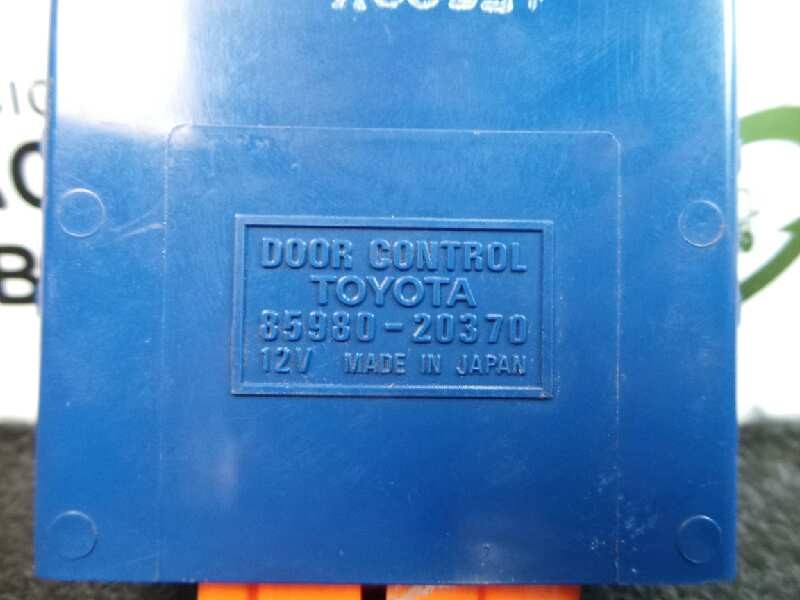 DOOR CONTROL
TOYOTA
85980-20370
12V MADE IN JAPAN